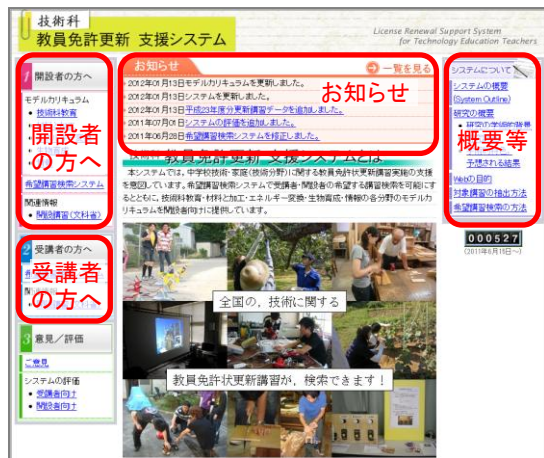 技術科
教員免許更新 支援システム
License Renewal Support System
for Technology Education Teachers
1 開設者の方へ
モデルカリキュラム
技術科教育
開設者
の方へ
希望講習検索システム
関連情報
開設講習(文科省)
2 受講者の方へ
受講者
の方へ
3 意見／評価
ご意見
システムの評価
受講者向け
開設者向け
お知らせ
一覧を見る
お知らせ
2012年01月13日モデルカリキュラムを更新しました。
2012年01月13日システムを更新しました。
2012年01月13日平成23年度分更新講習データを追加しました。
2011年07月01日システムの評価を追加しました。
2011年06月28日希望講習検索システムを修正しました。
技術科 教員免許更新 支援システムとは
本システムでは，中学校技術・家庭(技術分野)に関する教員免許状更新講習実施の支援
を意図しています。希望講習検索システムで受講者・開設者の希望する講習検索を可能にす
るとともに，技術科教育・材料と加工・エネルギー変換・生物育成・情報の各分野のモデルカ
リキュラムを開設者向けに提供しています。
全国の，技術に関する
教員免許状更新講習が，検索できます！
システムについて
システムの概要
(System Outline)
研究の概要
研究の学術的背景
概要等
予想される結果
Webの目的
対象講習の抽出方法
希望講習検索の方法
000527
(2011年6月15日～)